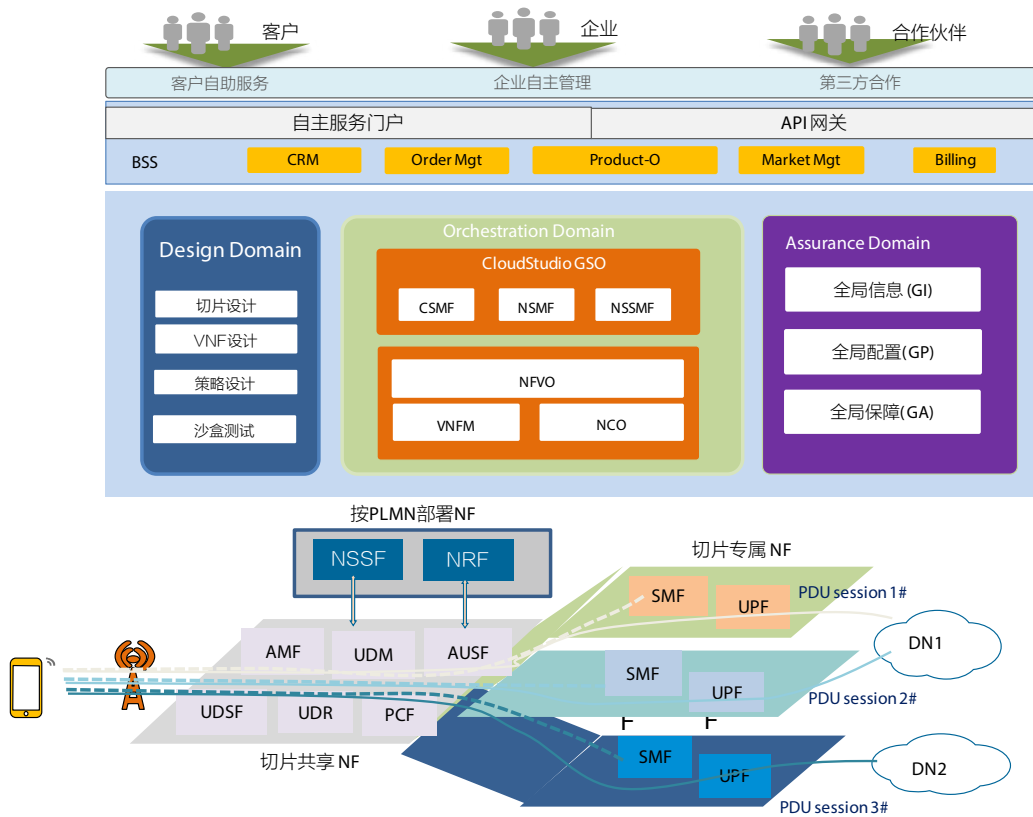 客户
企业
合作伙伴
客户自助服务
企业自主管理
第三方合作
自主服务门户
API 网关
BSS
CRM
Order Mgt
Product-O
Market Mgt
Billing
Design Domain
切片设计
VNF设计
策略设计
沙盒测试
Orchestration Domain
CloudStudio GSO
CSMF
NSMF
NSSMF
NFVO
VNFM
NCO
Assurance Domain
全局信息 (GI)
全局配置(GP)
全局保障(GA)
按PLMN部署NF
NSSF
NRF
切片专属 NF
SMF
UPF
PDU session 1#
AMF
UDM
AUSF
DN1
SMF
UPF
PDU session 2#
UDSF
UDR
PCF
F
F
切片共享 NF
SMF
UPF
DN2
PDU session 3#